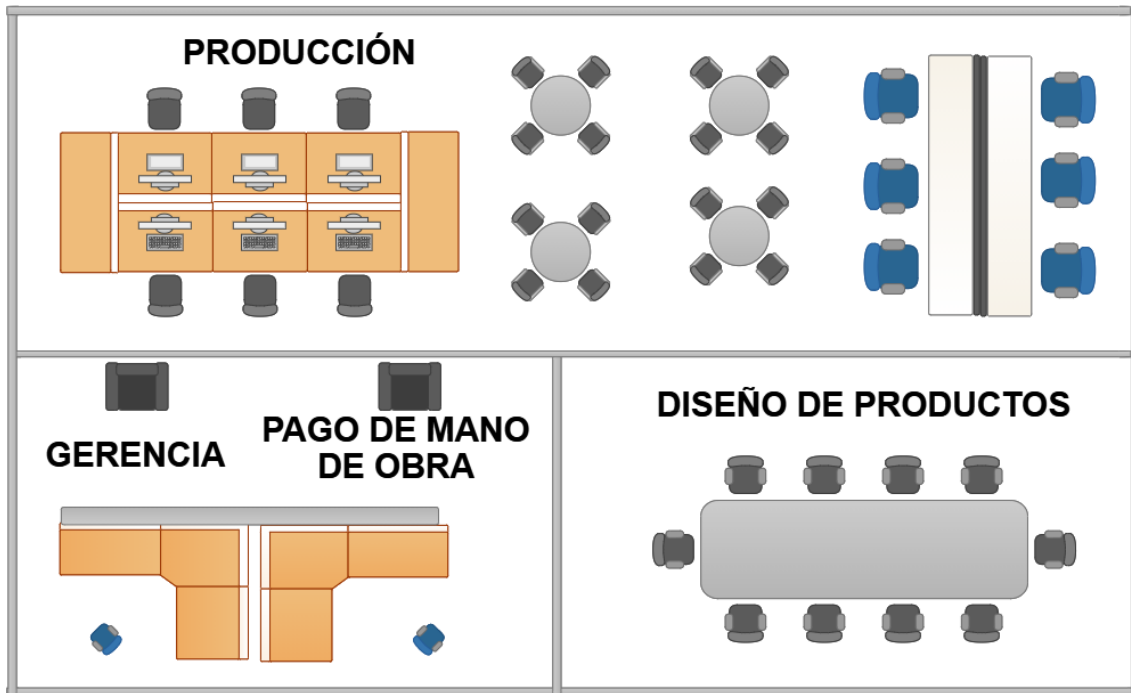 PRODUCCIÓN
GERENCIA
PAGO DE MANO
DE OBRA
DISEÑO DE PRODUCTOS